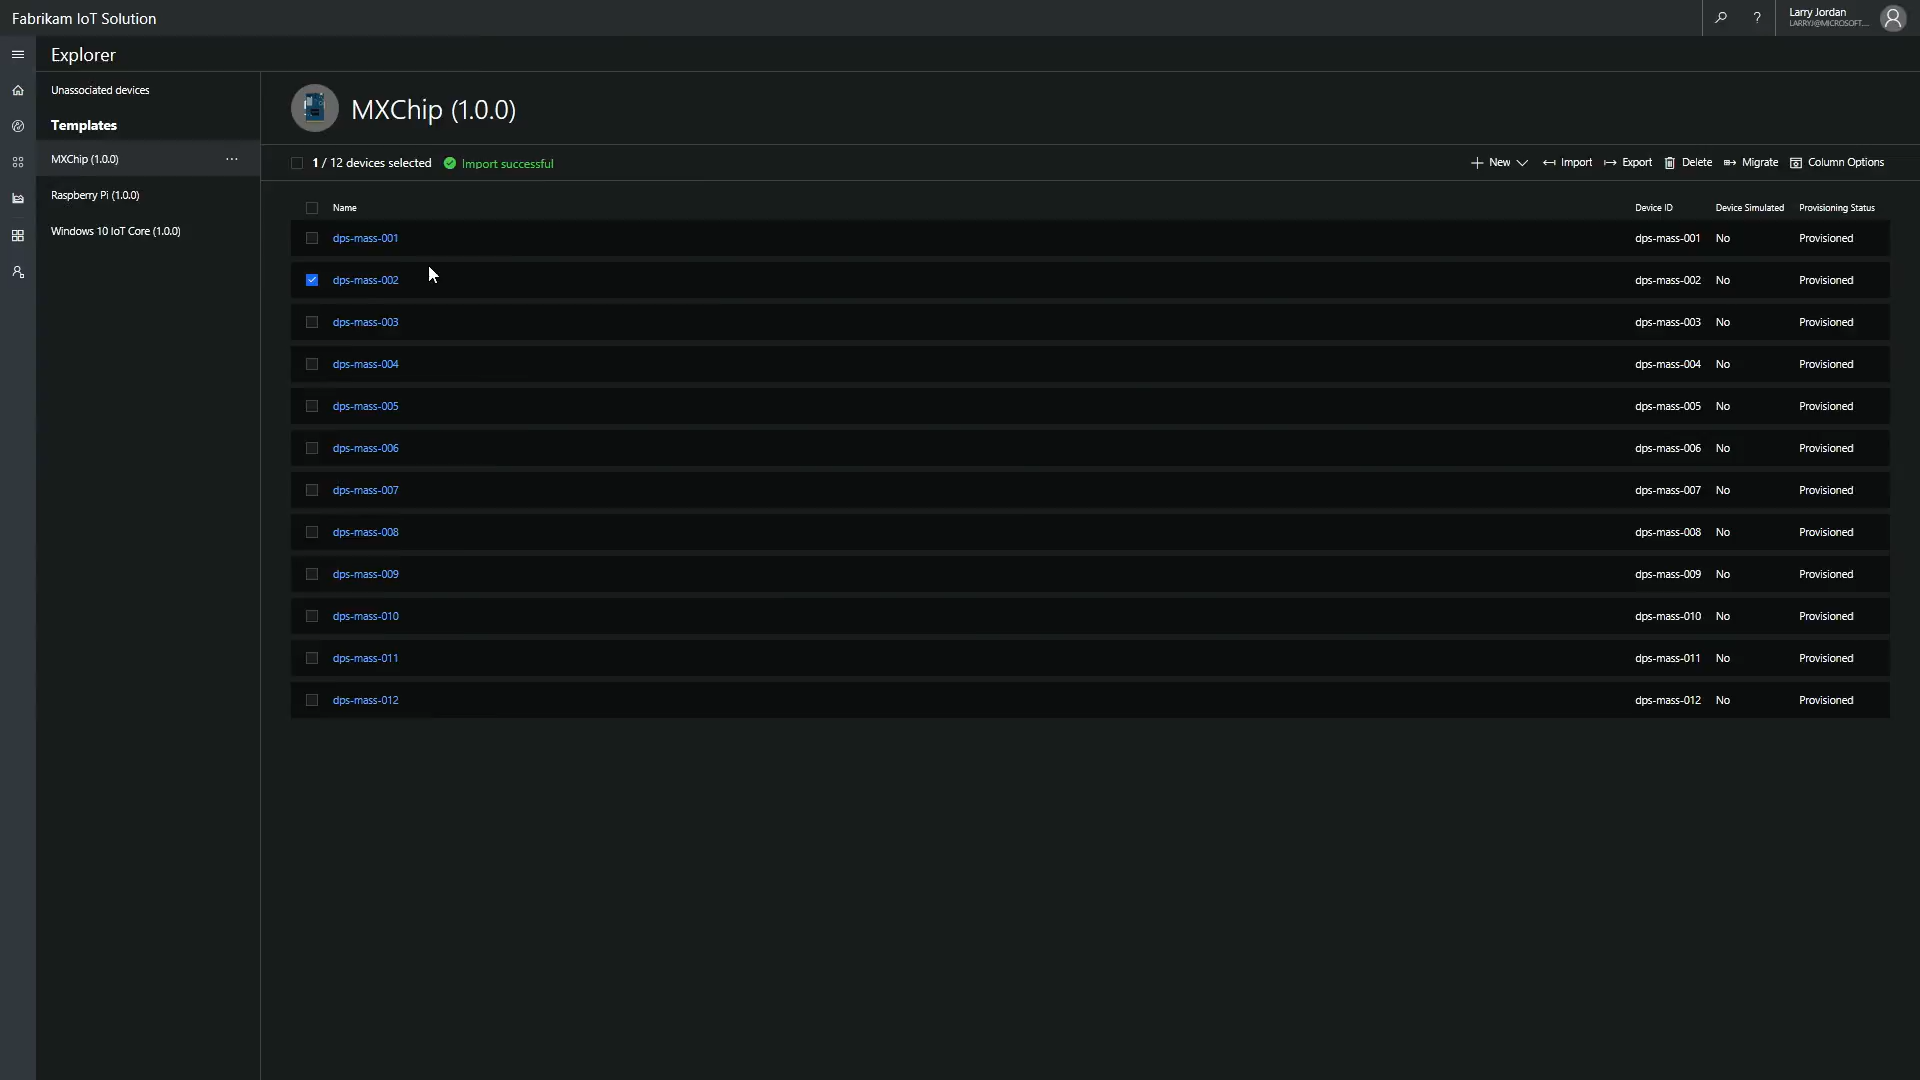 Fabrikam IoT Solution
?
Larry Jordan
LARRYJ@MICROSOFT...
Explorer
Unassociated devices
Templates
MXChip (1.0.0)
...
Raspberry Pi (1.0.0)
Windows 10 IoT Core (1.0.0)
MXChip (1.0.0)
1 / 12 devices selected Import successful
New Import Export Delete Migrate Column Options
Name Device ID Device Simulated Provisioning Status
dps-mass-001 dps-mass-001 No Provisioned
dps-mass-002 dps-mass-002 No Provisioned
dps-mass-003 dps-mass-003 No Provisioned
dps-mass-004 dps-mass-004 No Provisioned
dps-mass-005 dps-mass-005 No Provisioned
dps-mass-006 dps-mass-006 No Provisioned
dps-mass-007 dps-mass-007 No Provisioned
dps-mass-008 dps-mass-008 No Provisioned
dps-mass-009 dps-mass-009 No Provisioned
dps-mass-010 dps-mass-010 No Provisioned
dps-mass-011 dps-mass-011 No Provisioned
dps-mass-012 dps-mass-012 No Provisioned